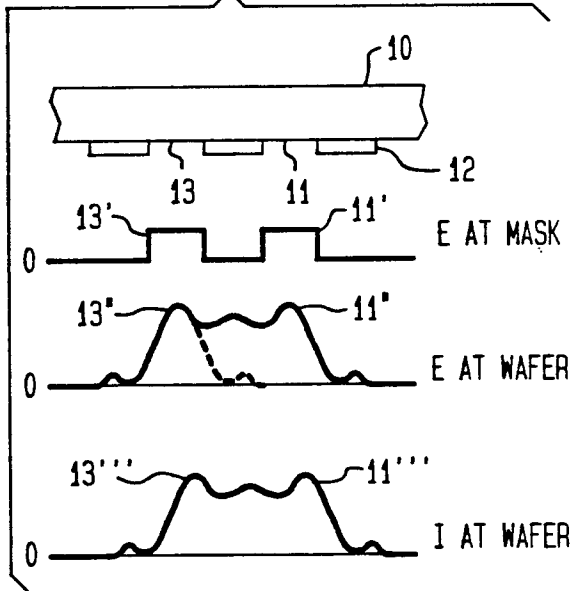 10
13 11 12
13' 11'
0 E AT MASK
13" 11"
0 E AT WAFER
13''' 11'''
0 I AT WAFER